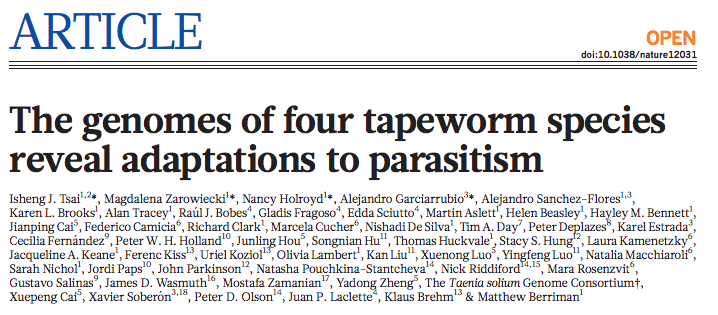 ARTICLE
OPEN
doi:10.1038/nature12031
The genomes of four tapeworm species
reveal adaptations to parasitism
Isheng J. Tsai1,2*, Magdalena Zarowiecki1*, Nancy Holroyd1*, Alejandro Garciarrubio3*, Alejandro Sanchez-Flores1,3,
Karen L. Brooks1, Alan Tracey1, Raúl J. Bobes4, Gladis Fragoso4, Edda Sciutto4, Martin Aslett1, Helen Beasley1, Hayley M. Bennett1,
Jianping Cai5, Federico Camicia6, Richard Clark1, Marcela Cucher6, Nishadi De Silva1, Tim A. Day7, Peter Deplazes8, Karel Estrada3,
Cecilia Fernández9, Peter W. H. Holland10, Junling Hou5, Songnian Hu11, Thomas Huckvale1, Stacy S. Hung12, Laura Kamenetzky6,
Jacqueline A. Keane1, Ferenc Kiss13, Uriel Koziol13, Olivia Lambert1, Kan Liu11, Xuenong Luo5, Yingfeng Luo11, Natalia Macchiaroli6,
Sarah Nichol1, Jordi Paps10, John Parkinson12, Natasha Pouchkina-Stantcheva14, Nick Riddiford14,15, Mara Rosenzvit6,
Gustavo Salinas9, James D. Wasmuth16, Mostafa Zamanian17, Yadong Zheng5, The Taenia solium Genome Consortium†,
Xuepeng Cai5, Xavier Soberón3,18, Peter D. Olson14, Juan P. Laclette4, Klaus Brehm13 & Matthew Berriman1